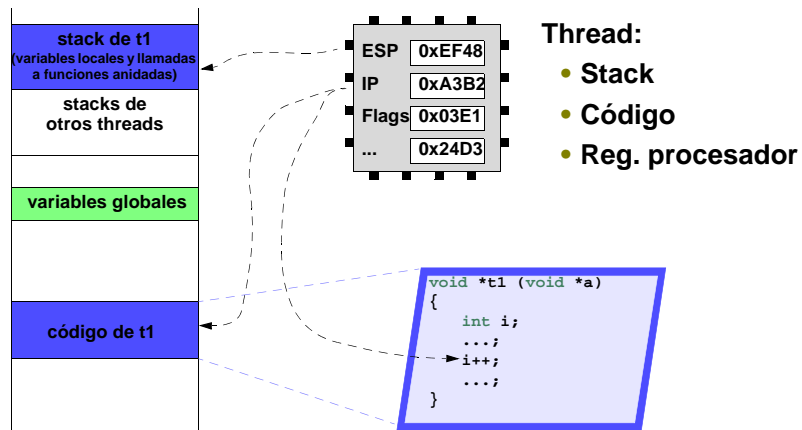 stack de t1
(variables locales y llamadas
a funciones anidadas)
stacks de
otros threads
variables globales
código de t1
ESP 0xEF48
IP 0xA3B2
Flags 0x03E1
... 0x24D3
Thread:
• Stack
• Código
• Reg. procesador
void *t1 (void *a)
{
int i;
...;
i++;
...;
}